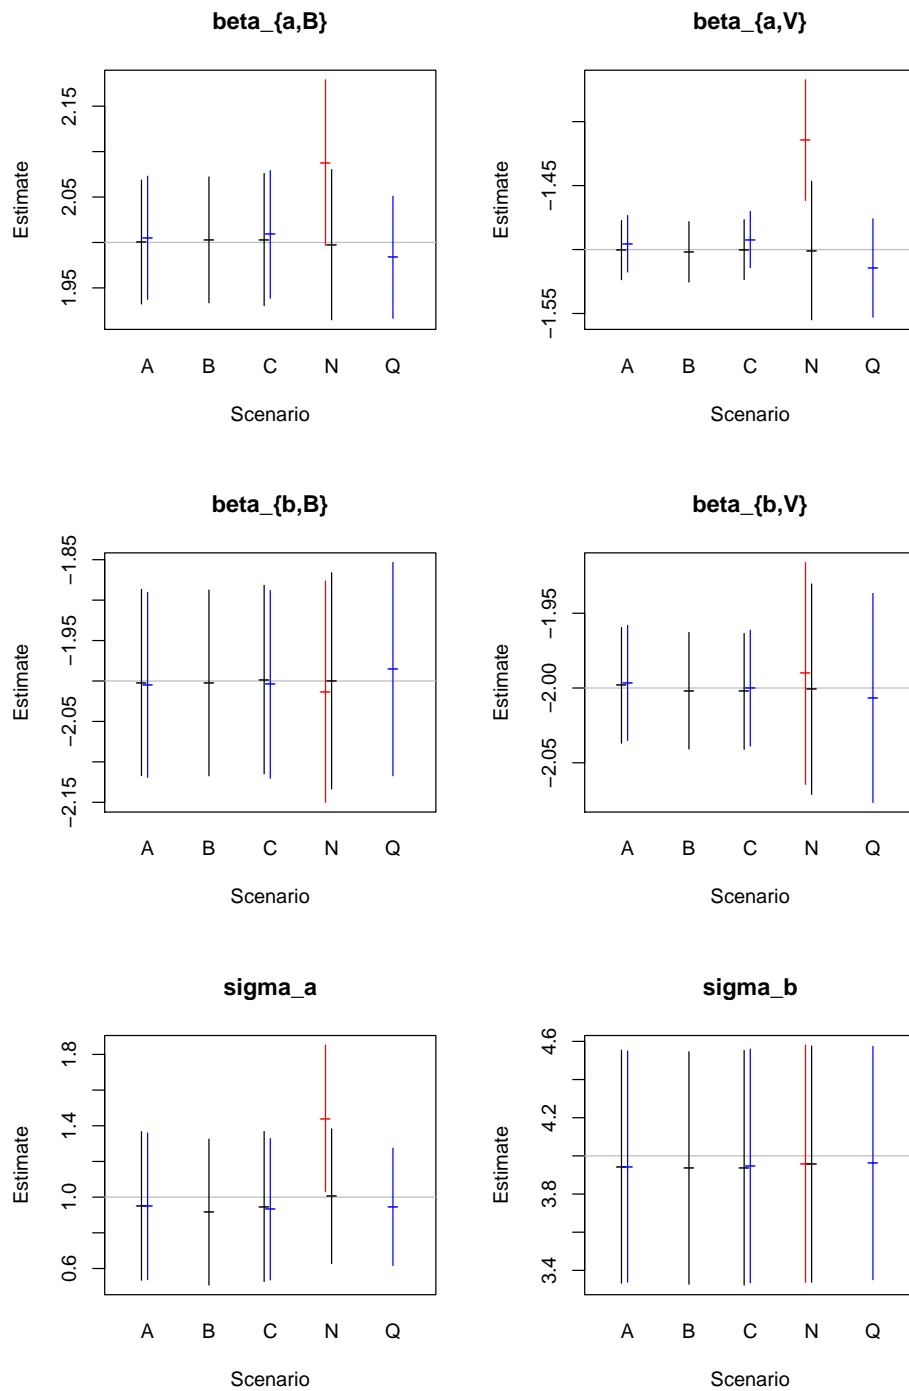 beta_{a,B}
Estimate
1.95 2.05 2.15
A B C N Q
Scenario
beta_{a,V}
Estimate
−1.55 −1.45
A B C N Q
Scenario
beta_{b,B}
Estimate
−2.15 −2.05 −1.95 −1.85
A B C N Q
Scenario
beta_{b,V}
Estimate
−2.05 −2.00 −1.95
A B C N Q
Scenario
sigma_a
Estimate
0.6 1.0 1.4 1.8
A B C N Q
Scenario
sigma_b
Estimate
3.4 3.8 4.2 4.6
A B C N Q
Scenario